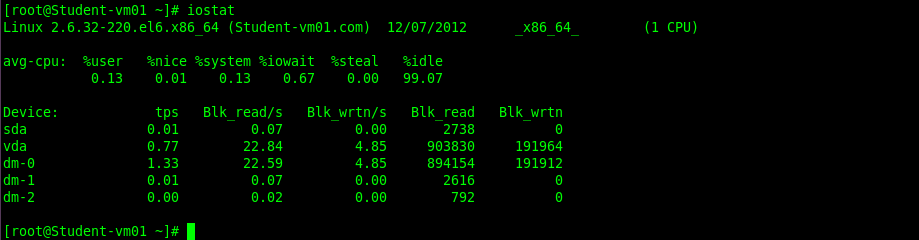 [root@Student-vm01 ~]# iostat
Linux 2.6.32-220.el6.x86_64 (Student-vm01.com)  12/07/2012      _x86_64_        (1 CPU)
avg-cpu:  %user   %nice %system %iowait  %steal   %idle
           0.13    0.01    0.13    0.67    0.00   99.07
Device:            tps   Blk_read/s   Blk_wrtn/s   Blk_read   Blk_wrtn
sda               0.01         0.07         0.00       2738          0
vda               0.77        22.84         4.85     903830     191964
dm-0              1.33        22.59         4.85     894154     191912
dm-1              0.01         0.07         0.00       2616          0
dm-2              0.00         0.02         0.00        792          0
[root@Student-vm01 ~]#